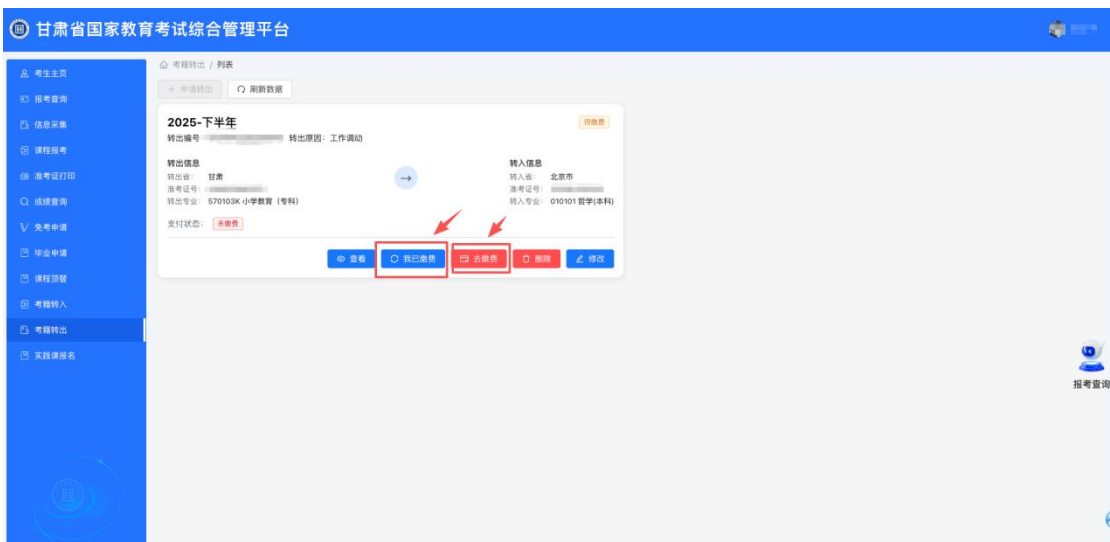 甘肃省国家教育考试综合管理平台
考生主页
报考查询
信息采集
课程报考
准考证打印
成绩查询
免考申请
毕业申请
课程顶替
考籍转入
考籍转出
实践课报名
考籍转出 / 列表
+ 申请转出 刷新数据
2025-下半年 待缴费
转出编号 转出原因: 工作调动
转出信息 转入信息
转出省: 甘肃 转入省: 北京市
准考证号: 准考证号:
转出专业: 570103K 小学教育 (专科) 转入专业: 010101 哲学(本科)
支付状态: 未缴费
查看 我已缴费 去缴费 删除 修改
报考查询